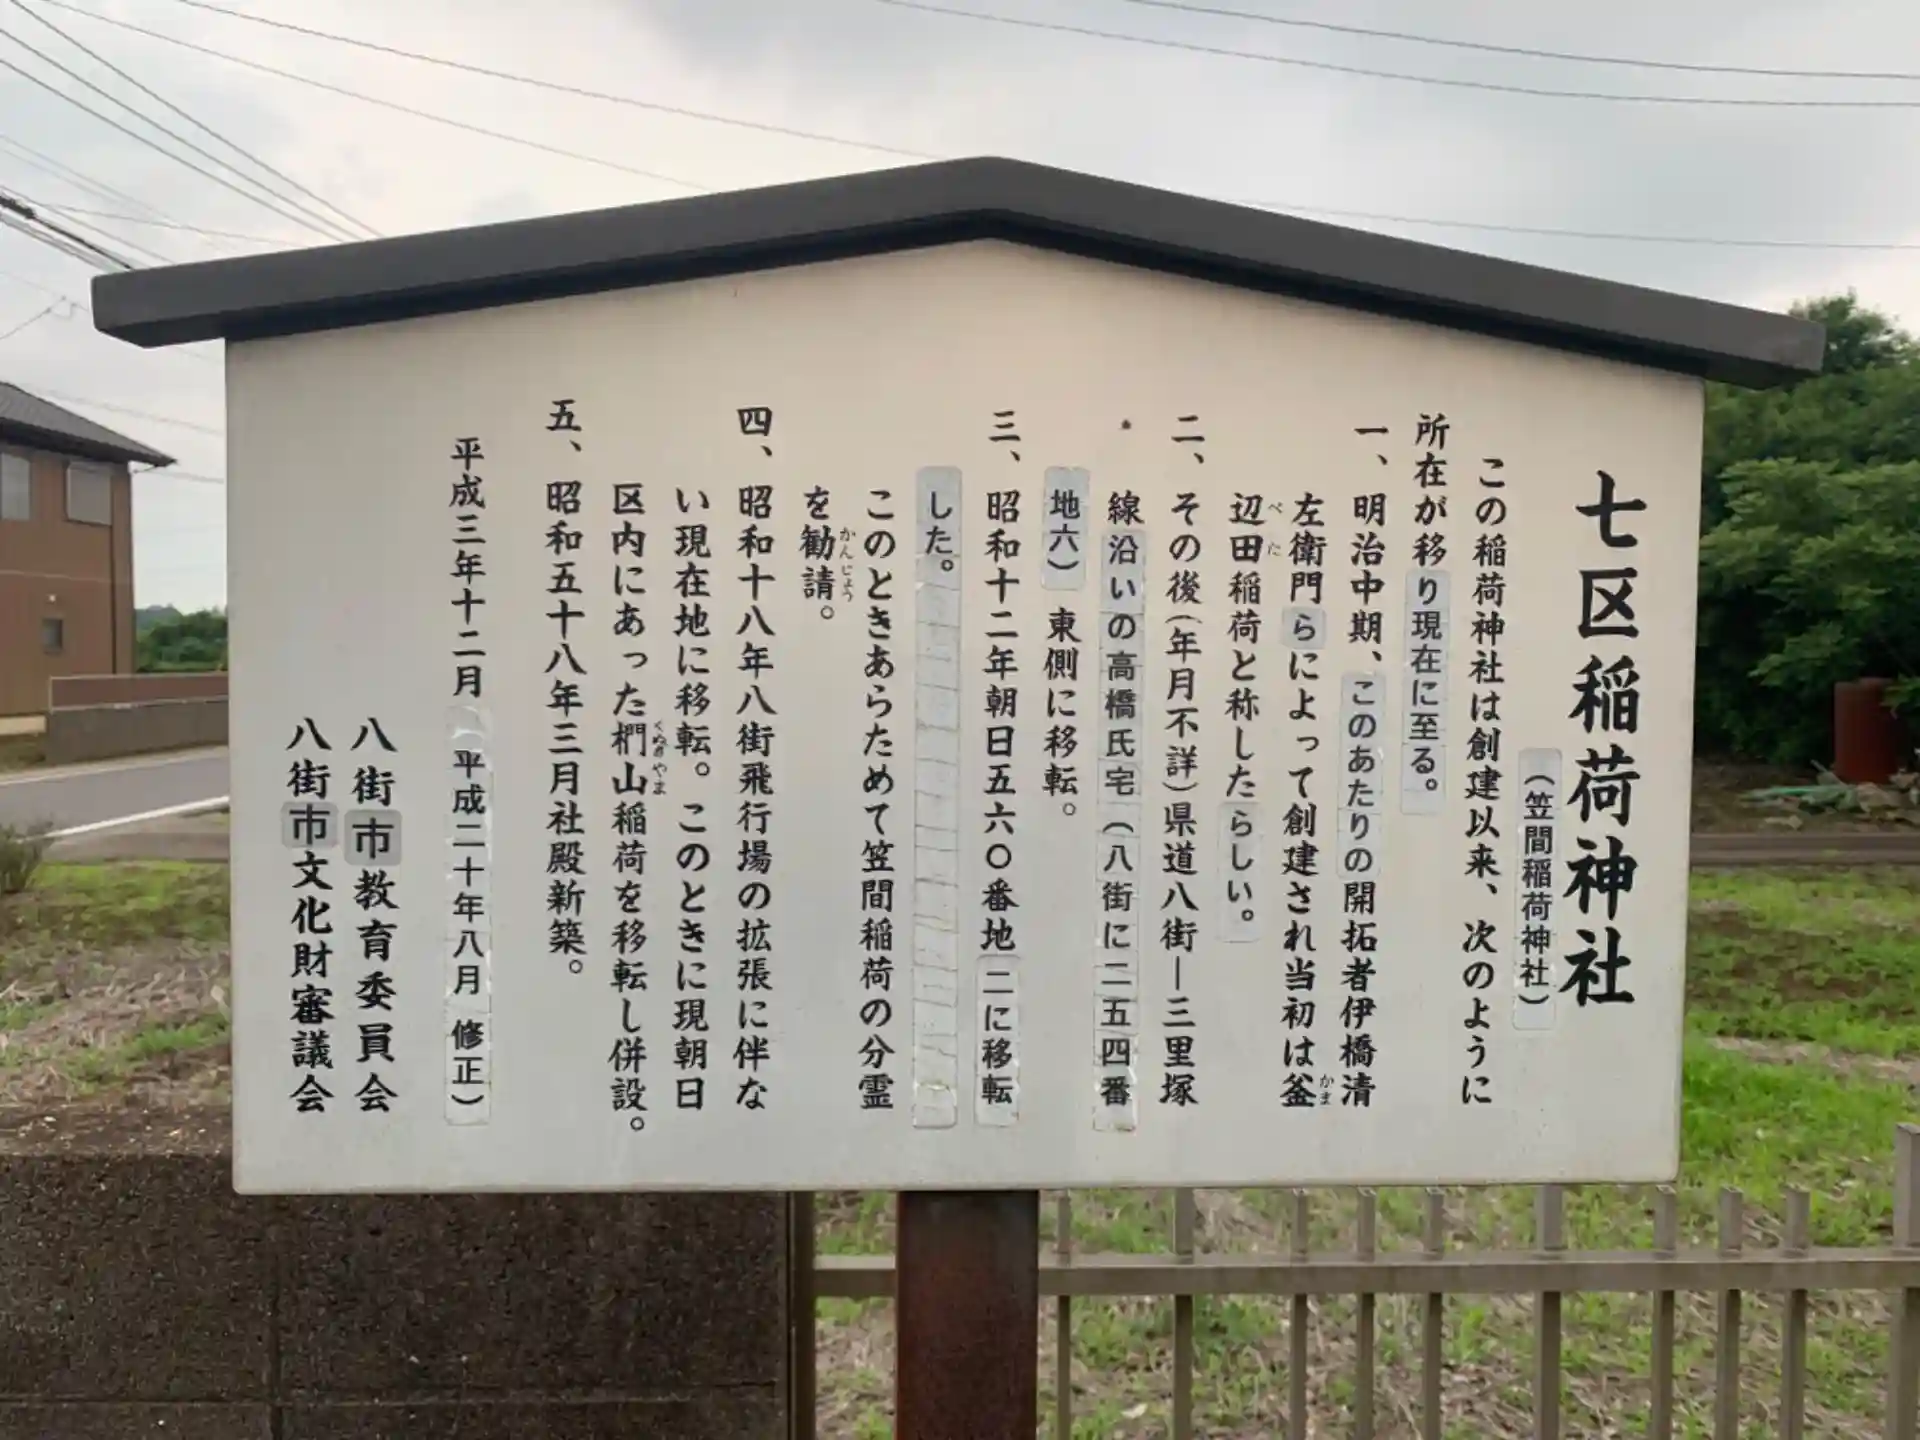 七区稲荷神社
（笠間稲荷神社）
この稲荷神社は創建以来、次のように
所在が移り現在に至る。
一、明治中期、このあたりの開拓者伊橋清
左衛門らによって創建され当初は釜
辺田稲荷と称したらしい。
二、その後（年月不詳）県道八街―三里塚
線沿いの高橋氏宅（八街に二五四番
地六）東側に移転。
三、昭和十二年朝日五六〇番地二に移転
した。
このときあらためて笠間稲荷の分霊
を勧請。
四、昭和十八年八街飛行場の拡張に伴な
い現在地に移転。このときに現朝日
区内にあった椚山稲荷を移転し併設。
五、昭和五十八年三月社殿新築。
平成三年十二月（平成二十年八月 修正）
八街市教育委員会
八街市文化財審議会